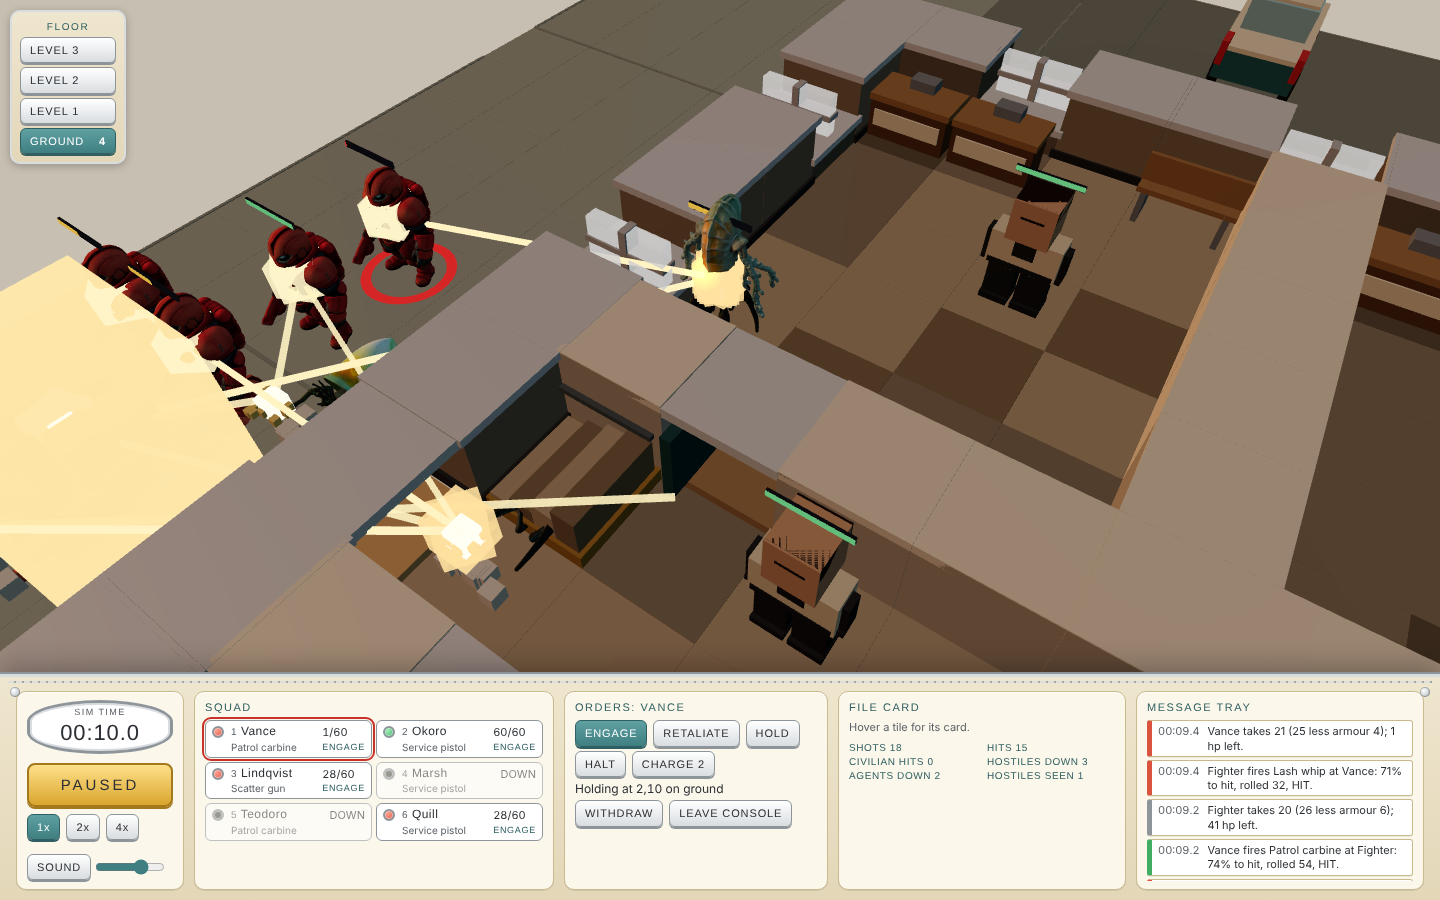 FLOOR
LEVEL 3
LEVEL 2
LEVEL 1
GROUND 4
SIM TIME
00:10.0
PAUSED
1x
2x
4x
SOUND
SQUAD
1 Vance 1/60
Patrol carbine ENGAGE
2 Okoro 60/60
Service pistol ENGAGE
3 Lindqvist 28/60
Scatter gun ENGAGE
4 Marsh DOWN
Service pistol
5 Teodoro DOWN
Patrol carbine
6 Quill 28/60
Service pistol ENGAGE
ORDERS: VANCE
ENGAGE
RETALIATE
HOLD
HALT
CHARGE 2
Holding at 2,10 on ground
WITHDRAW
LEAVE CONSOLE
FILE CARD
Hover a tile for its card.
SHOTS 18
HITS 15
CIVILIAN HITS 0
HOSTILES DOWN 3
AGENTS DOWN 2
HOSTILES SEEN 1
MESSAGE TRAY
00:09.4 Vance takes 21 (25 less armour 4); 1
hp left.
00:09.4 Fighter fires Lash whip at Vance: 71%
to hit, rolled 32, HIT.
00:09.2 Fighter takes 20 (26 less armour 6);
41 hp left.
00:09.2 Vance fires Patrol carbine at Fighter:
74% to hit, rolled 54, HIT.